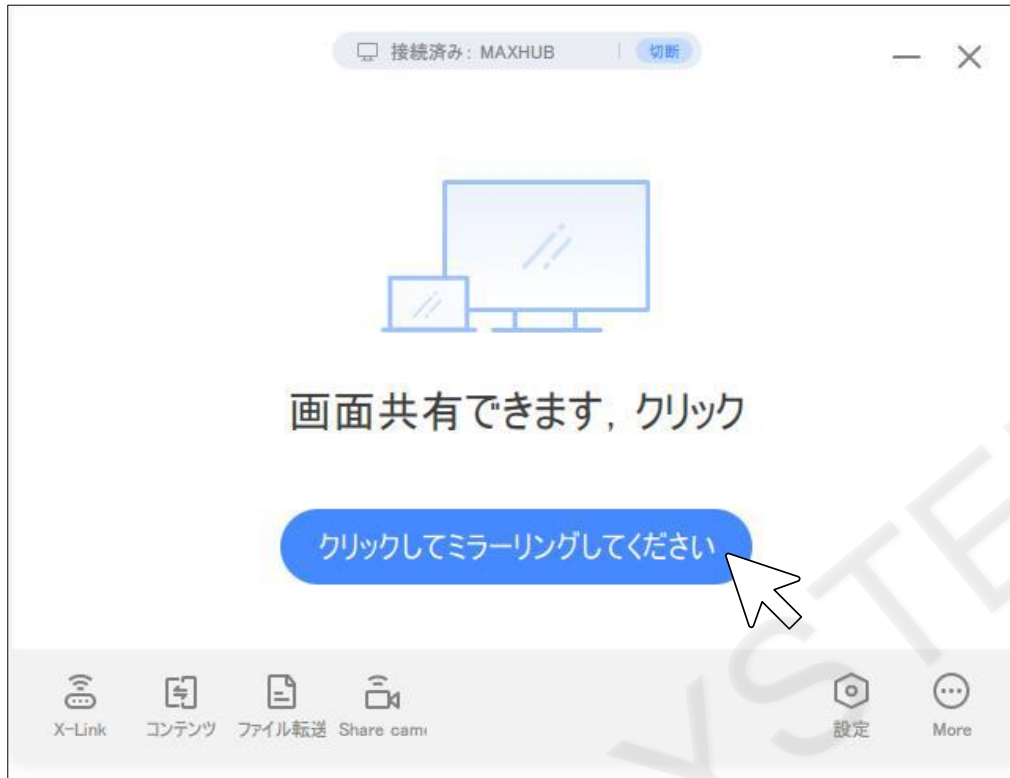 接続済み: MAXHUB | 切断
画面共有できます, クリック
クリックしてミラーリングしてください
X-Link コンテンツ ファイル転送 Share cam 設定 More
YSTE